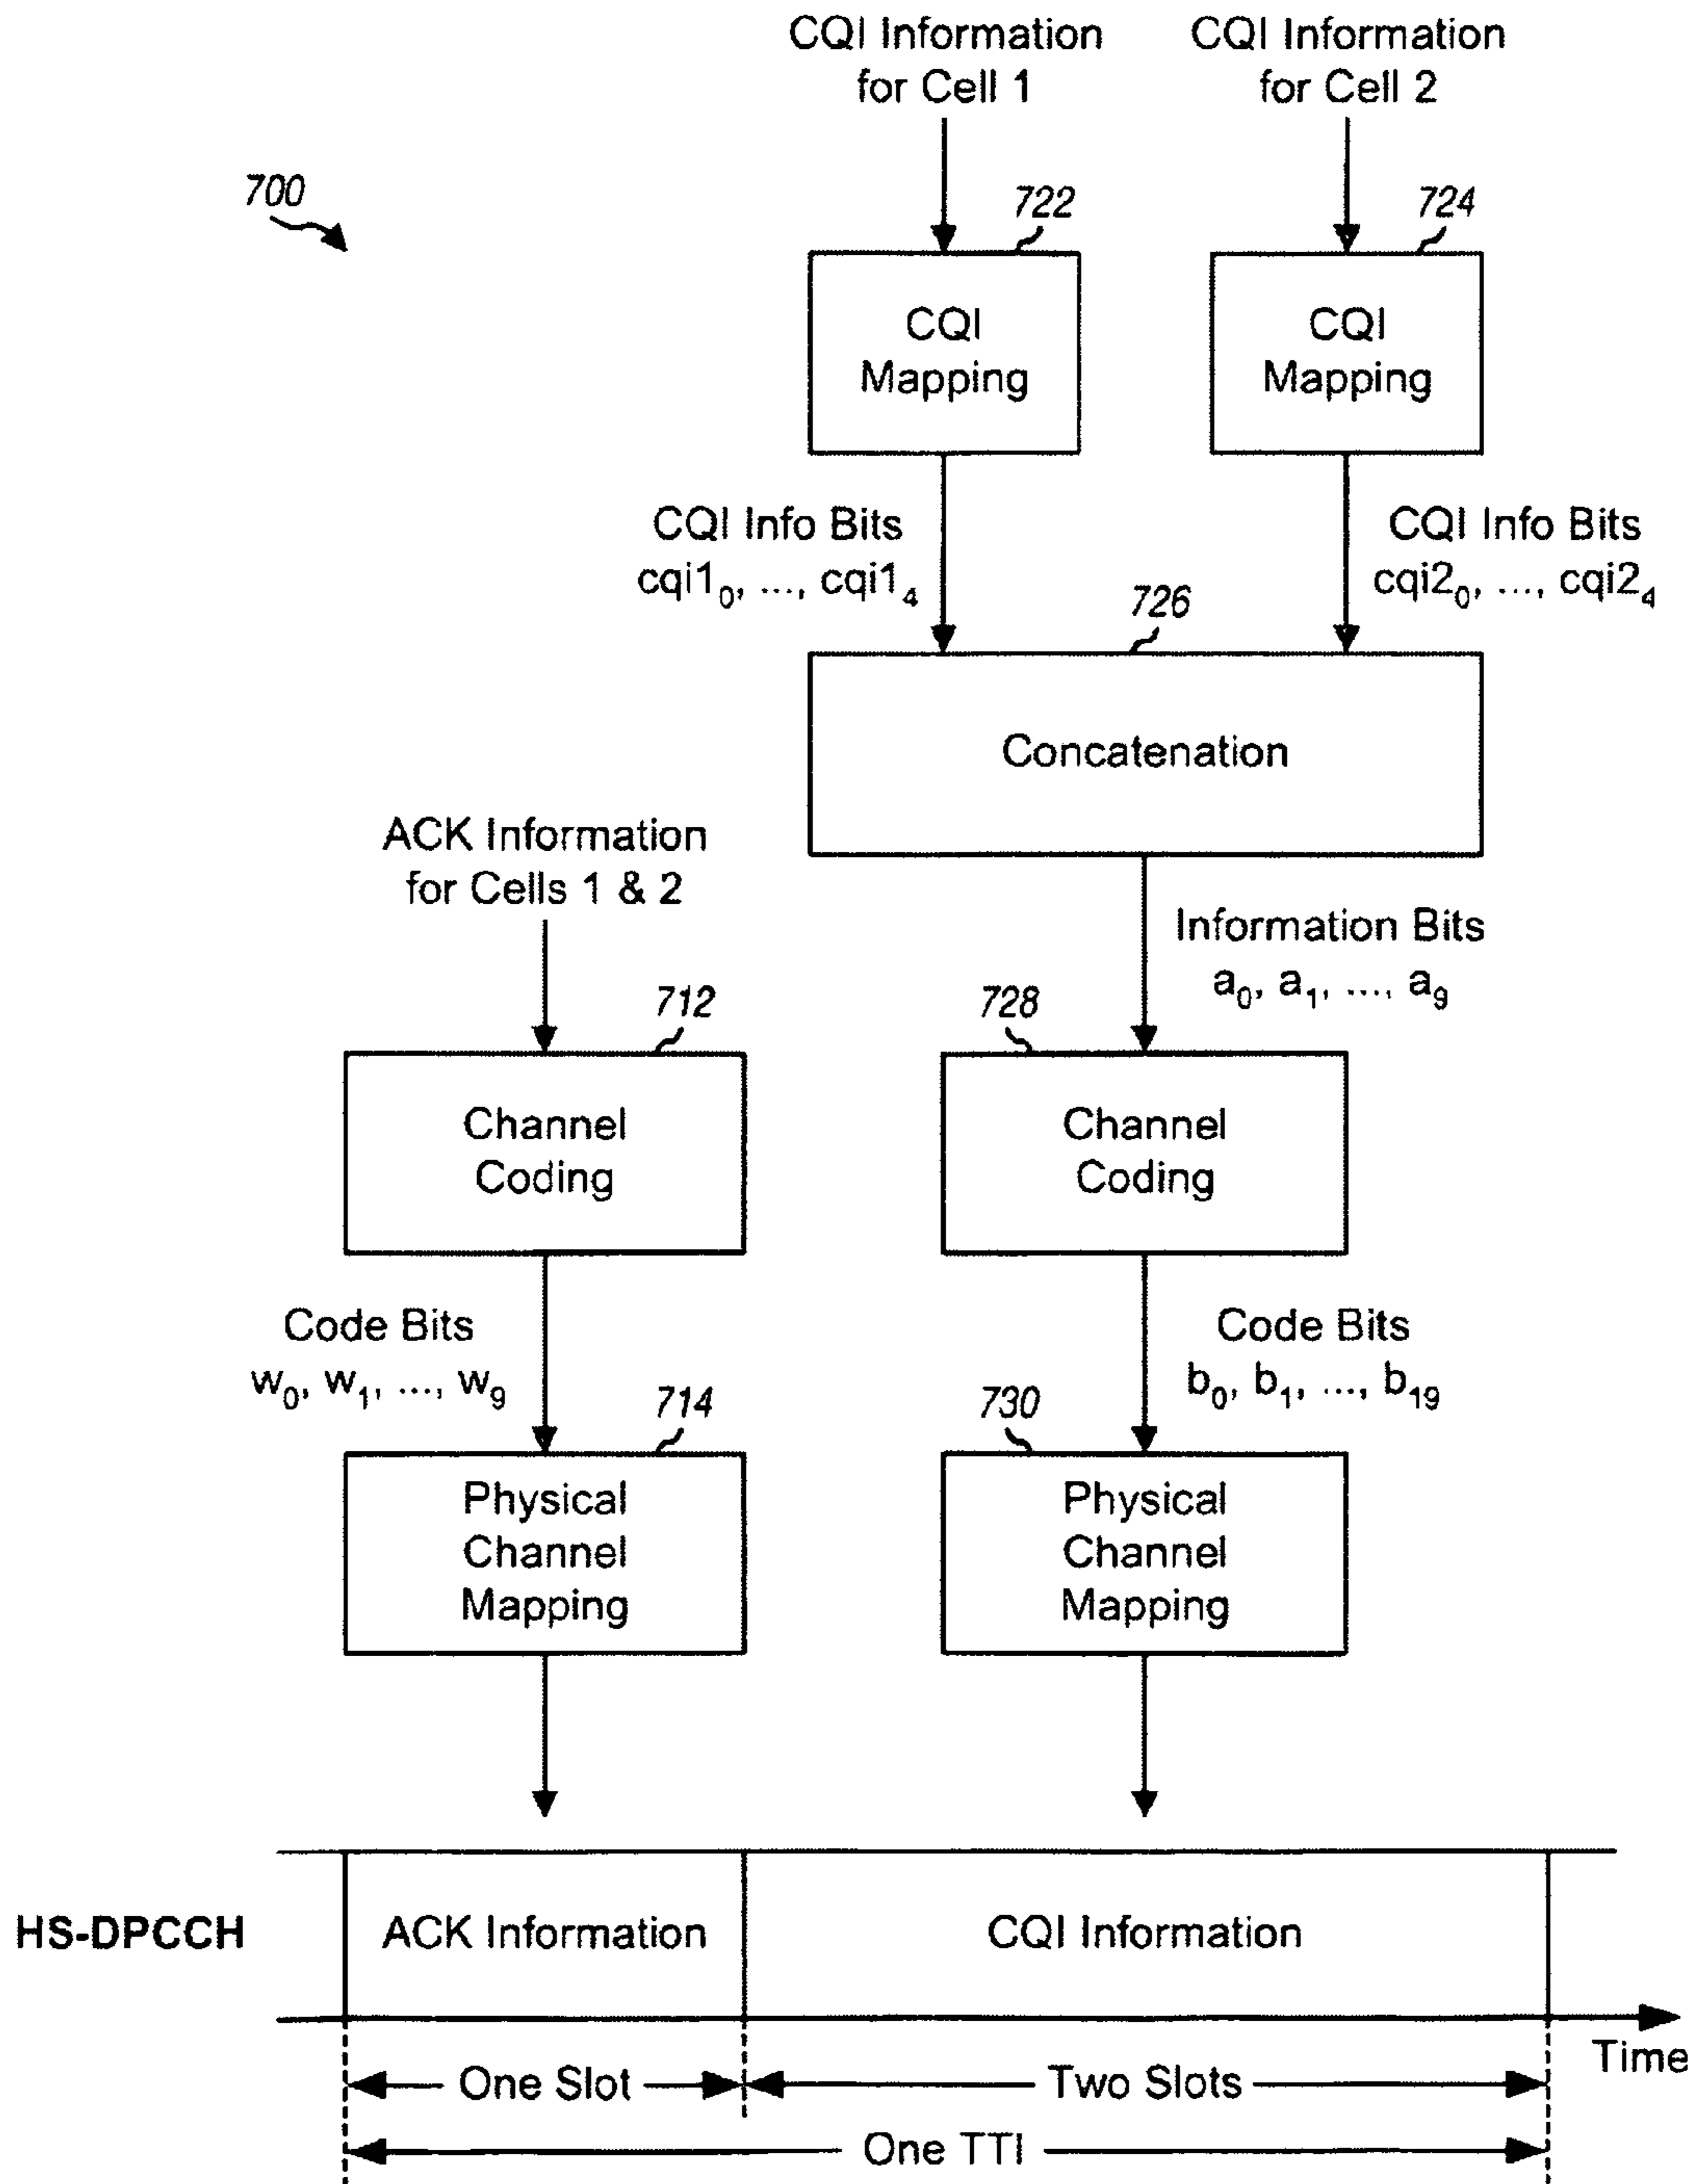 CQI Information
for Cell 1
CQI Information
for Cell 2
700
722
724
CQI
Mapping
CQI
Mapping
CQI Info Bits
cqi1₀, ..., cqi1₄
CQI Info Bits
cqi2₀, ..., cqi2₄
726
Concatenation
ACK Information
for Cells 1 & 2
Information Bits
a₀, a₁, ..., a₉
712
728
Channel
Coding
Channel
Coding
Code Bits
w₀, w₁, ..., w₉
Code Bits
b₀, b₁, ..., b₁₉
714
730
Physical
Channel
Mapping
Physical
Channel
Mapping
HS-DPCCH
ACK Information
CQI Information
Time
One Slot
Two Slots
One TTI